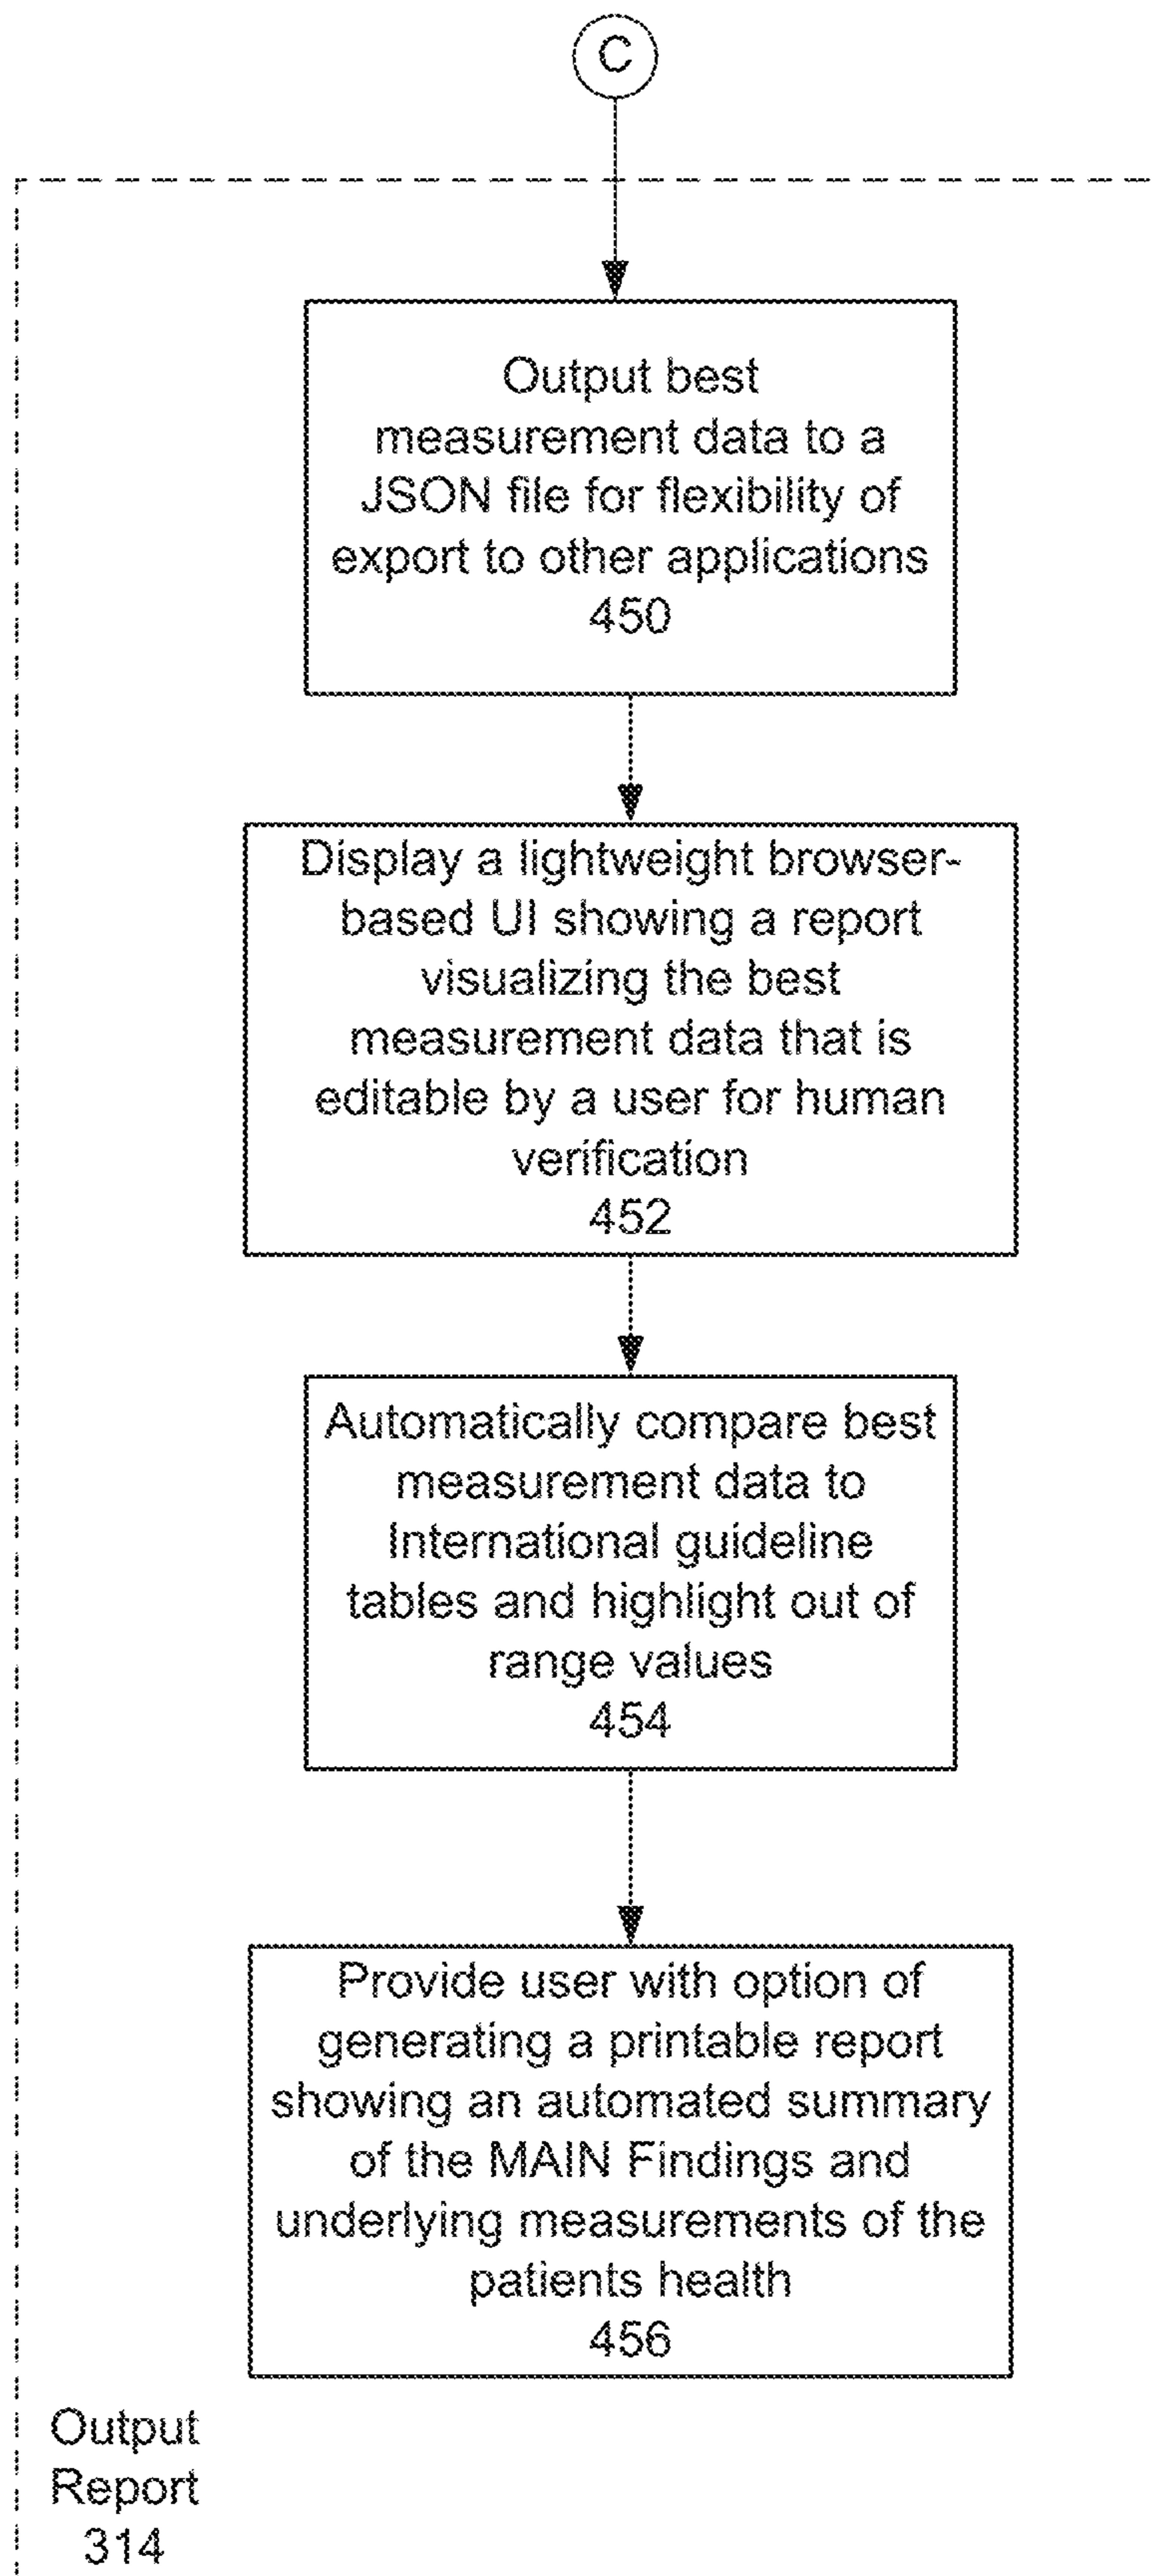 C
Output best
measurement data to a
JSON file for flexibility of
export to other applications
450
Display a lightweight browser-
based UI showing a report
visualizing the best
measurement data that is
editable by a user for human
verification
452
Automatically compare best
measurement data to
International guideline
tables and highlight out of
range values
454
Provide user with option of
generating a printable report
showing an automated summary
of the MAIN Findings and
underlying measurements of the
patients health
456
Output
Report
314